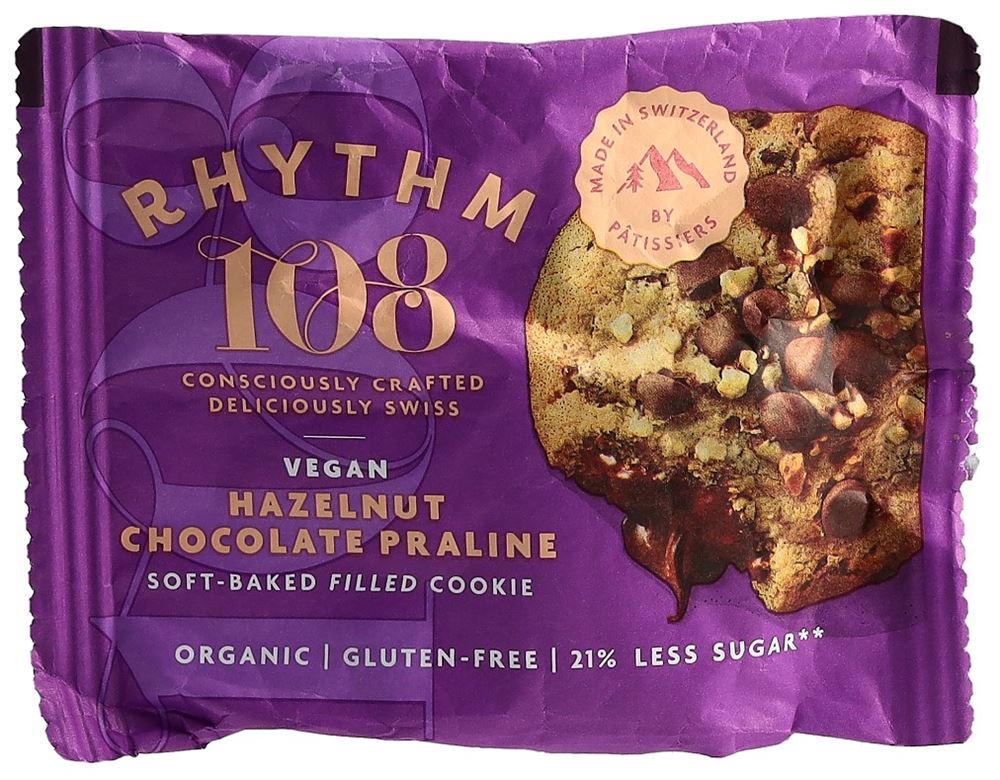 RHYTHM
108
CONSCIOUSLY CRAFTED
DELICIOUSLY SWISS
VEGAN
HAZELNUT
CHOCOLATE PRALINE
SOFT-BAKED FILLED COOKIE
ORGANIC | GLUTEN-FREE | 21% LESS SUGAR**
MADE IN SWITZERLAND
BY
PÂTISSIERS